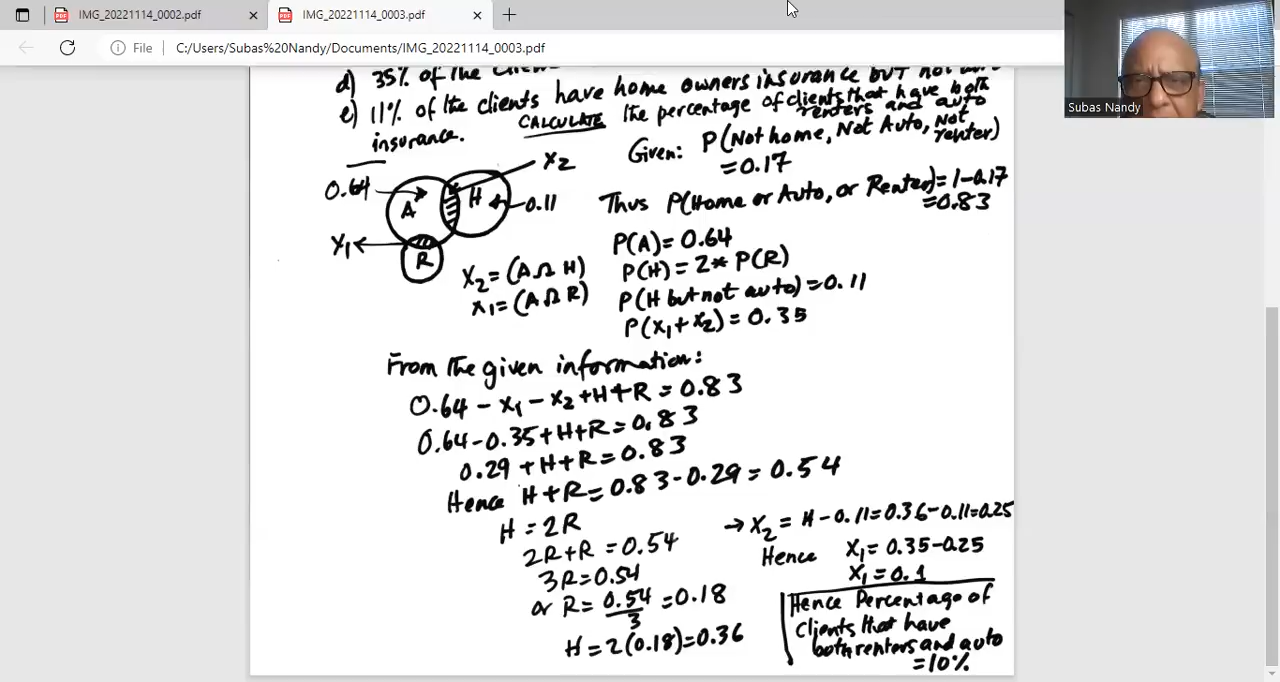 IMG_20221114_0002.pdf
IMG_20221114_0003.pdf
File C:/Users/Subas%20Nandy/Documents/IMG_20221114_0003.pdf
Subas Nandy
d) 35% of the
e) 11% of the clients have home owners insurance but not
insurance. CALCULATE the percentage of clients that have both
renters and auto
Given: P(Not home, Not Auto, Not renter)
=0.17
0.64
A
H
X2
0.11
X1
R
Thus P(Home or Auto, or Renter)=1-0.17
=0.83
X2=(A∩H)
x1=(A∩R)
P(A)=0.64
P(H)=2*P(R)
P(H but not auto)=0.11
P(x1+x2)=0.35
From the given information:
0.64-x1-x2+H+R=0.83
0.64-0.35+H+R=0.83
0.29+H+R=0.83
Hence H+R=0.83-0.29=0.54
H=2R
2R+R=0.54
3R=0.54
or R=0.54/3=0.18
H=2(0.18)=0.36
→X2=H-0.11=0.36-0.11=0.25
Hence X1=0.35-0.25
X1=0.1
Hence Percentage of
clients that have
both renters and auto
=10%